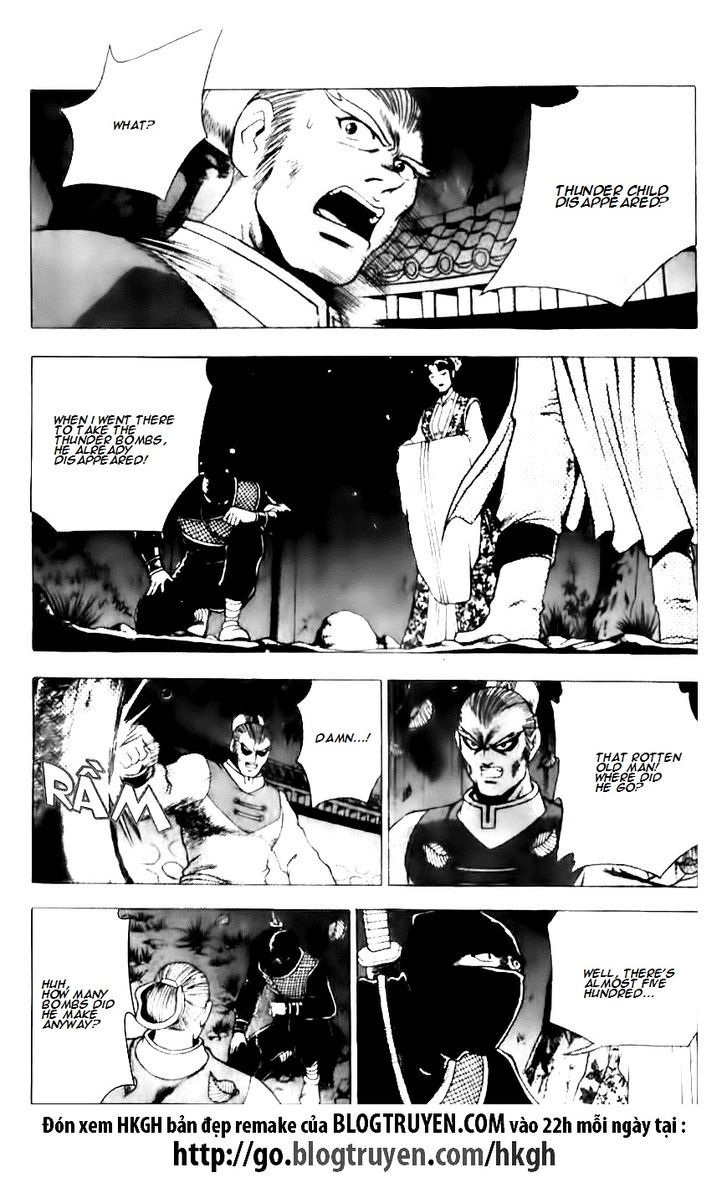 WHAT?
THUNDER CHILD
DISAPPEARED?
WHEN I WENT THERE
TO TAKE THE
THUNDER BOMBS,
HE ALREADY
DISAPPEARED!
RẦM
DAMN...!
THAT ROTTEN
OLD MAN!
WHERE DID
HE GO?
HUH,
HOW MANY
BOMBS DID
HE MAKE
ANYWAY?
WELL, THERE'S
ALMOST FIVE
HUNDRED...
Đón xem HKGH bản đẹp remake của BLOGTRUYEN.COM vào 22h mỗi ngày tại :
http://go.blogtruyen.com/hkgh